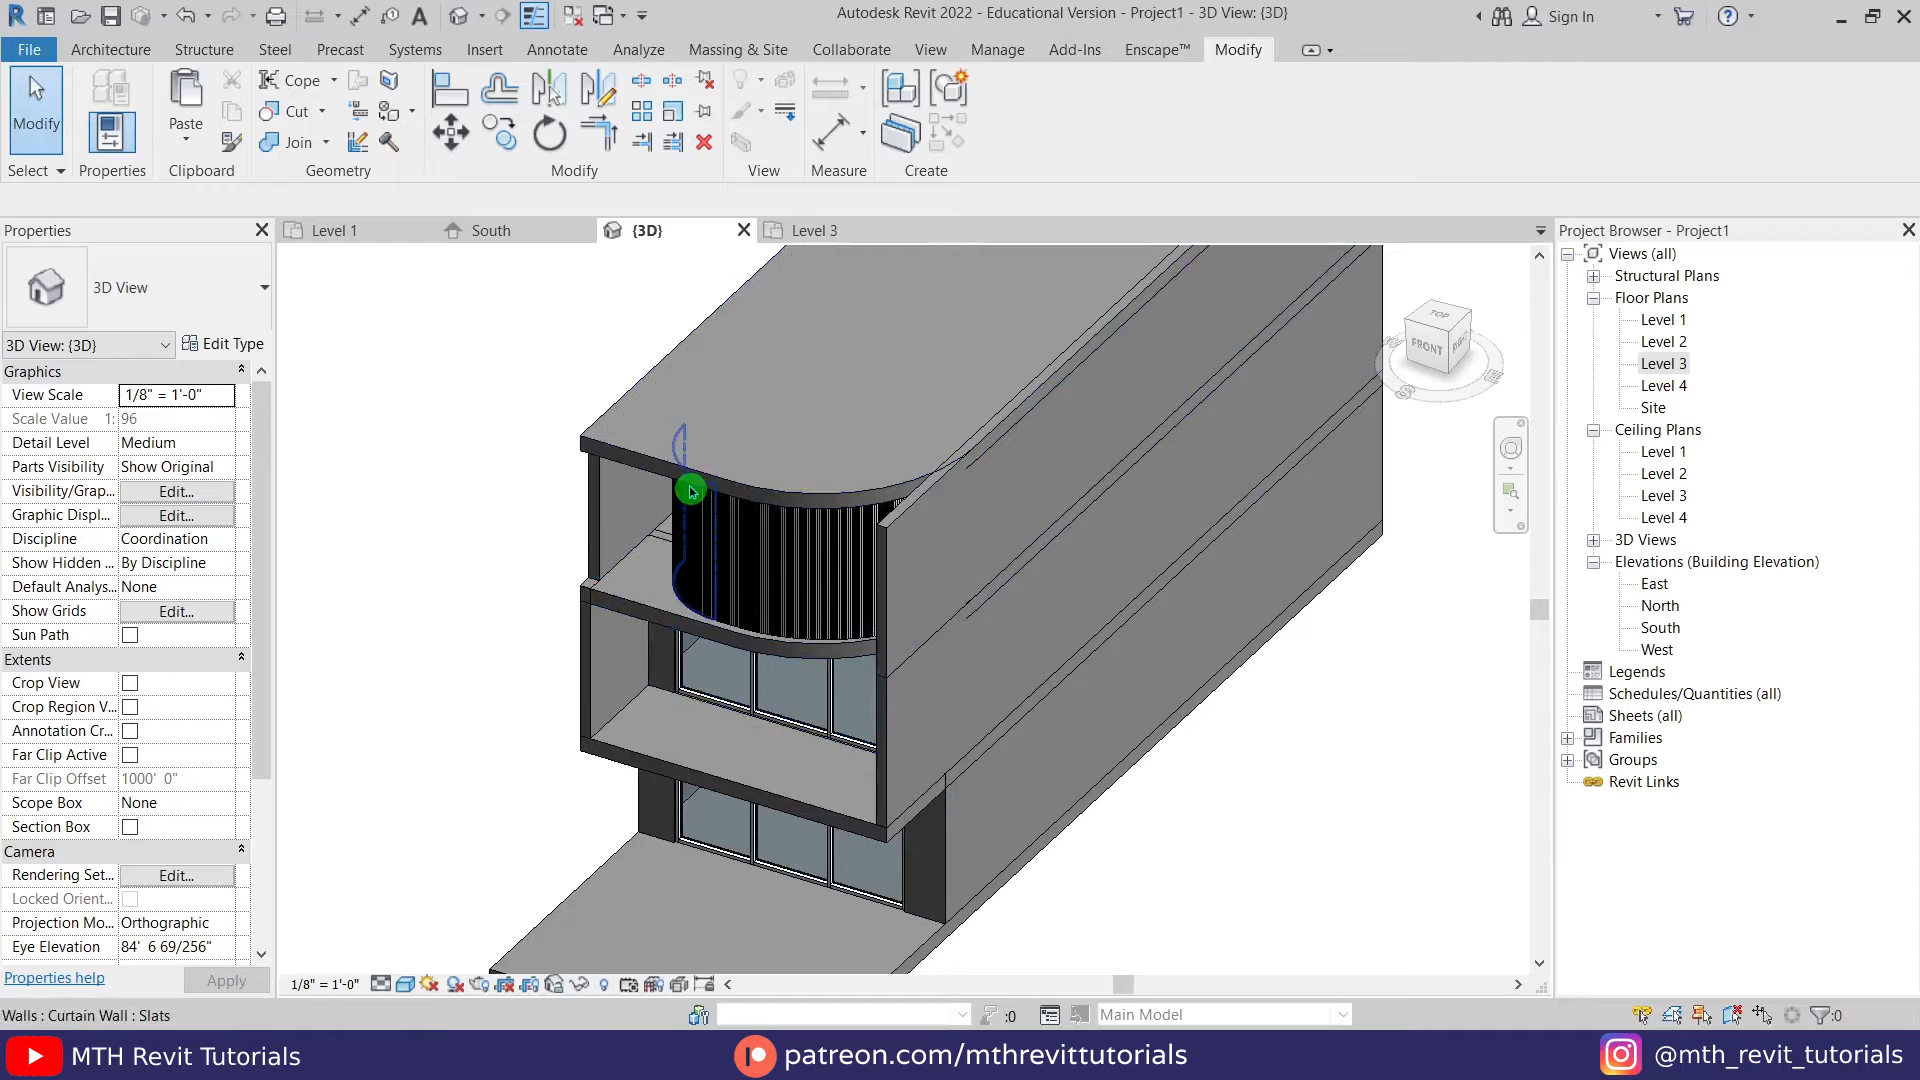 Autodesk Revit 2022 - Educational Version - Project1 - 3D View: {3D}
Sign In
File Architecture Structure Steel Precast Systems Insert Annotate Analyze Massing & Site Collaborate View Manage Add-Ins Enscape™ Modify
Modify
Paste
Cope
Cut
Join
Select Properties Clipboard Geometry Modify View Measure Create
Properties
Level 1 South {3D} Level 3
Project Browser - Project1
3D View
3D View: {3D} Edit Type
Graphics
View Scale 1/8" = 1'-0"
Scale Value 1: 96
Detail Level Medium
Parts Visibility Show Original
Visibility/Grap... Edit...
Graphic Displ... Edit...
Discipline Coordination
Show Hidden ... By Discipline
Default Analys... None
Show Grids Edit...
Sun Path
Extents
Crop View
Crop Region V...
Annotation Cr...
Far Clip Active
Far Clip Offset 1000' 0"
Scope Box None
Section Box
Camera
Rendering Set... Edit...
Locked Orient...
Projection Mo... Orthographic
Eye Elevation 84' 6 69/256"
Properties help Apply
TOP
FRONT
RIGHT
S
Views (all)
Structural Plans
Floor Plans
Level 1
Level 2
Level 3
Level 4
Site
Ceiling Plans
Level 1
Level 2
Level 3
Level 4
3D Views
Elevations (Building Elevation)
East
North
South
West
Legends
Schedules/Quantities (all)
Sheets (all)
Families
Groups
Revit Links
1/8" = 1'-0"
Walls : Curtain Wall : Slats
:0
Main Model
:0
MTH Revit Tutorials
patreon.com/mthrevittutorials
@mth_revit_tutorials